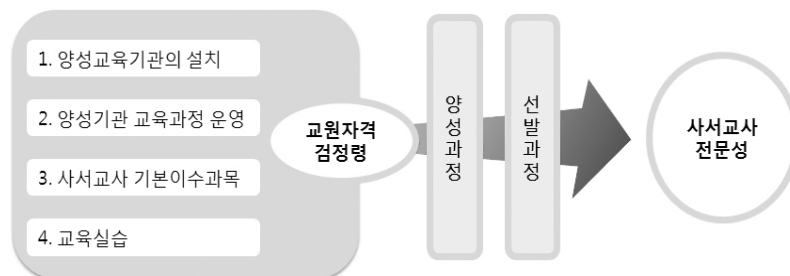 1. 양성교육기관의 설치
2. 양성기관 교육과정 운영
3. 사서교사 기본이수과목
4. 교육실습
교원자격
검정령
양성과정
선발과정
사서교사
전문성